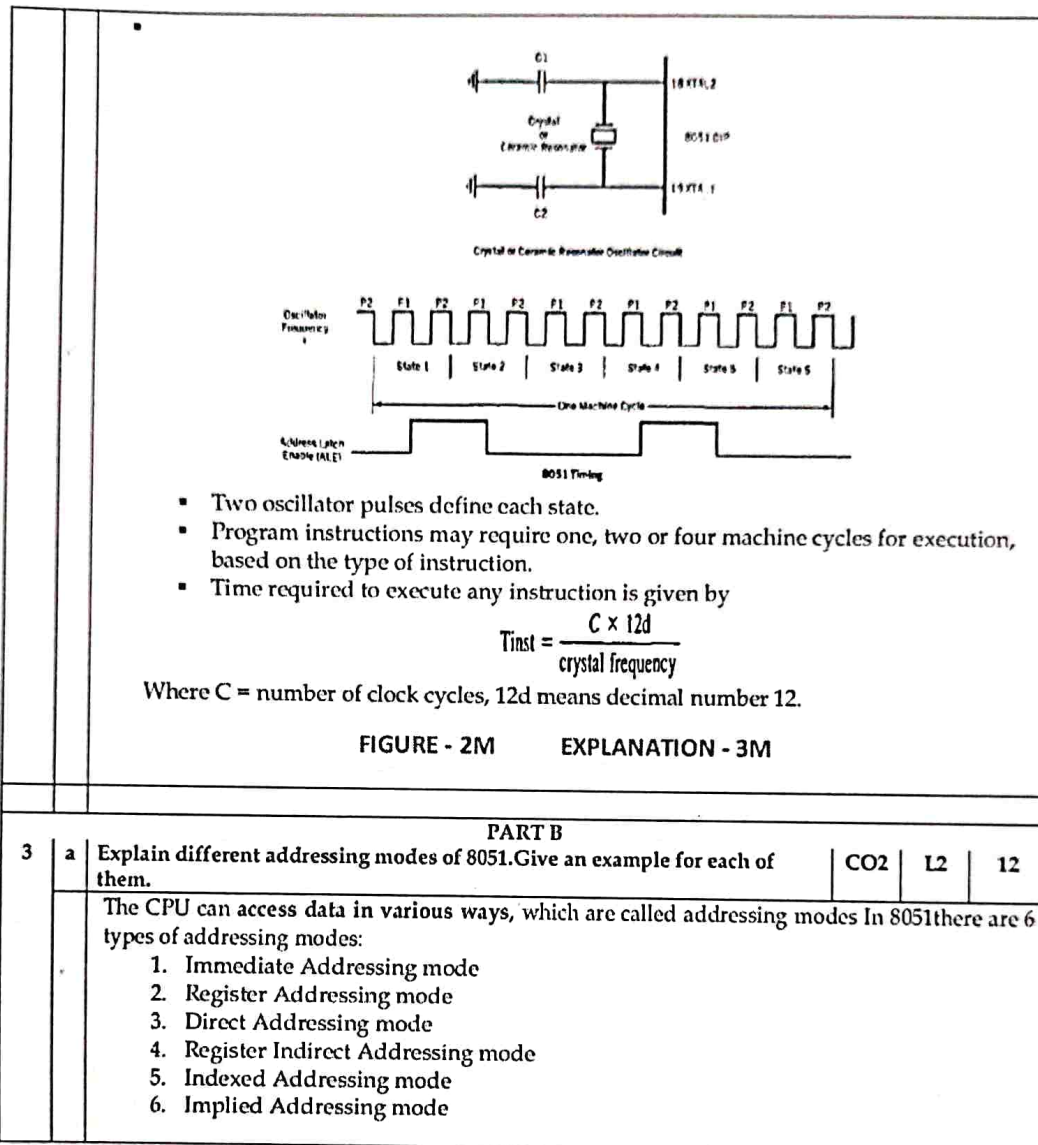 C1
18 XTAL 2
Crystal
or
Ceramic Resonator
8051 CHIP
C2
Crystal or Ceramic Resonator Oscillator Circuit
P2 P1 P2 P1 P2 P1 P2 P1 P2 P1 P2 P1 P2
Oscillator
Frequency
State 1 State 2 State 3 State 4 State 5
One Machine Cycle
Address Latch
Enable (ALE)
8051 Timing
▪ Two oscillator pulses define each state.
▪ Program instructions may require one, two or four machine cycles for execution,
based on the type of instruction.
▪ Time required to execute any instruction is given by
Tinst = C × 12d
crystal frequency
Where C = number of clock cycles, 12d means decimal number 12.
FIGURE - 2M EXPLANATION - 3M
PART B
3 a Explain different addressing modes of 8051.Give an example for each of CO2 L2 12
them.
The CPU can access data in various ways, which are called addressing modes In 8051there are 6
types of addressing modes:
1. Immediate Addressing mode
2. Register Addressing mode
3. Direct Addressing mode
4. Register Indirect Addressing mode
5. Indexed Addressing mode
6. Implied Addressing mode